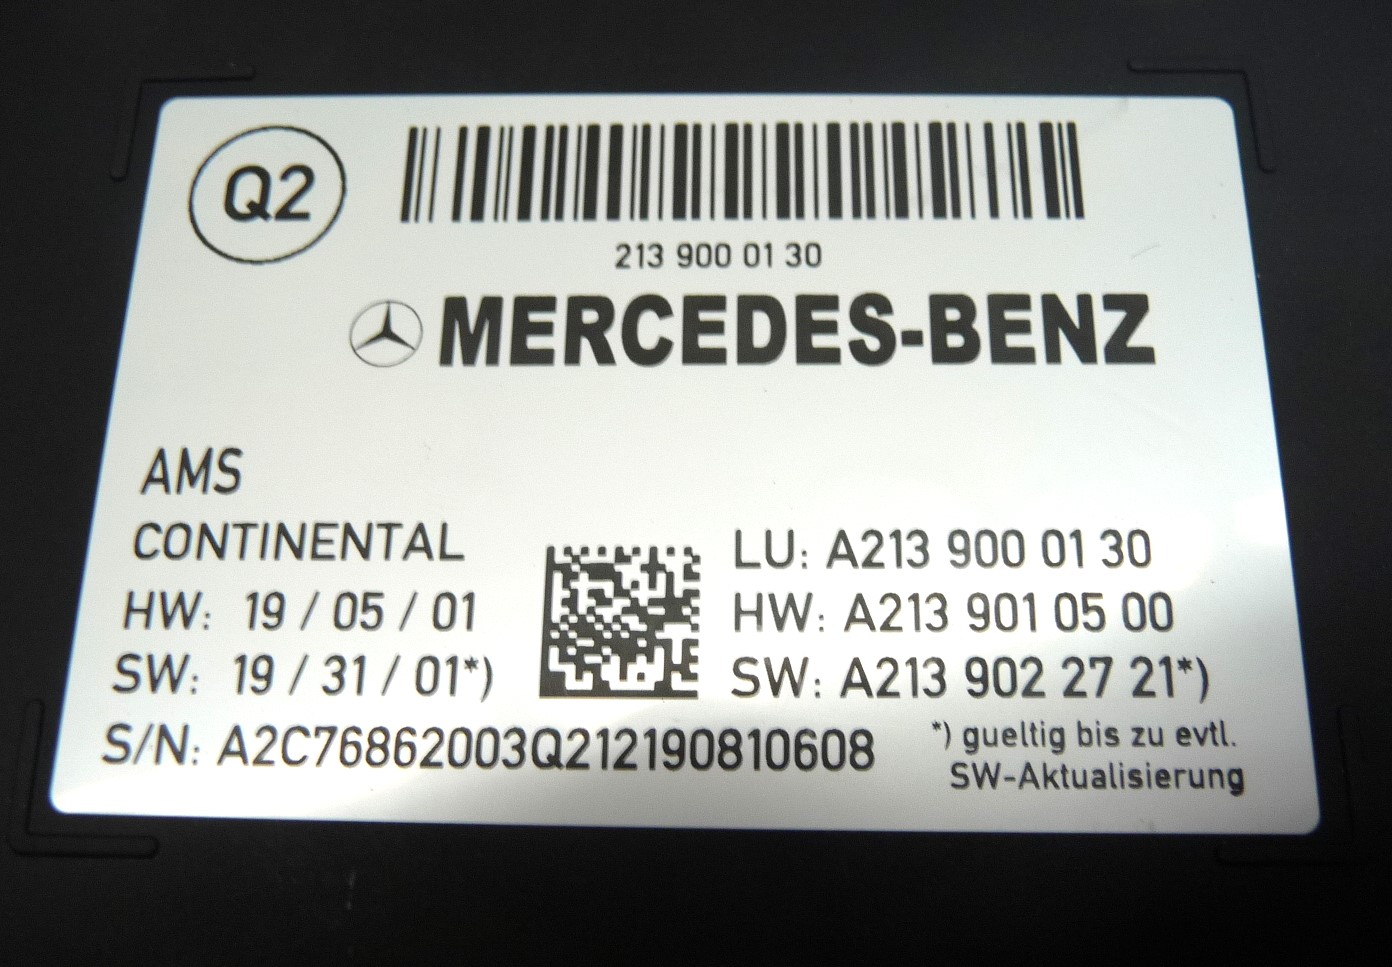 Q2
213 900 01 30
MERCEDES-BENZ
AMS
CONTINENTAL
HW: 19 / 05 / 01
SW: 19 / 31 / 01*)
S/N: A2C76862003Q212190810608
LU: A213 900 01 30
HW: A213 901 05 00
SW: A213 902 27 21*)
*) gueltig bis zu evtl.
SW-Aktualisierung